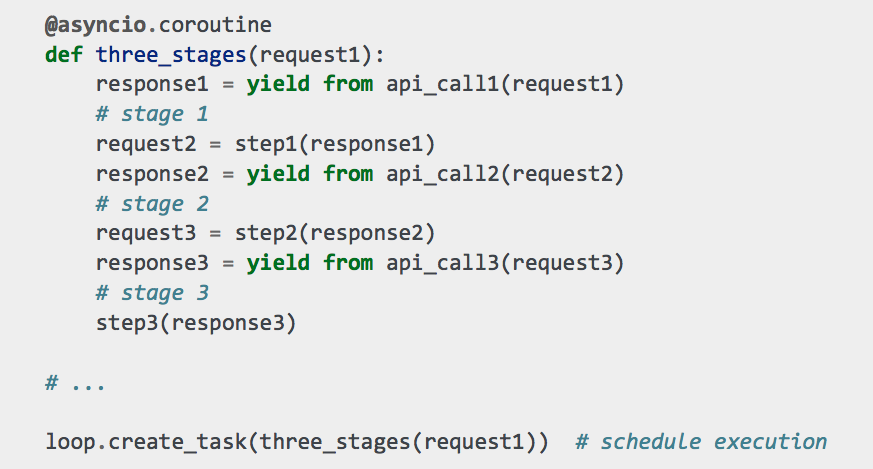 @asyncio.coroutine
def three_stages(request1):
    response1 = yield from api_call1(request1)
    # stage 1
    request2 = step1(response1)
    response2 = yield from api_call2(request2)
    # stage 2
    request3 = step2(response2)
    response3 = yield from api_call3(request3)
    # stage 3
    step3(response3)
# ...
loop.create_task(three_stages(request1))  # schedule execution